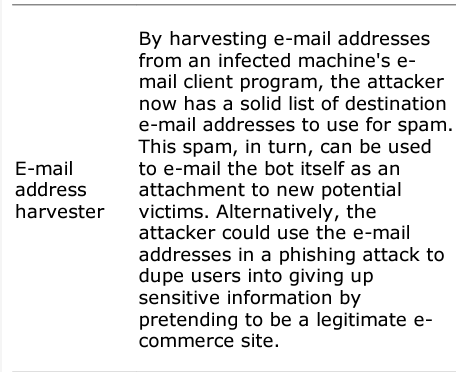 E-mail
address
harvester
By harvesting e-mail addresses
from an infected machine's e-
mail client program, the attacker
now has a solid list of destination
e-mail addresses to use for spam.
This spam, in turn, can be used
to e-mail the bot itself as an
attachment to new potential
victims. Alternatively, the
attacker could use the e-mail
addresses in a phishing attack to
dupe users into giving up
sensitive information by
pretending to be a legitimate e-
commerce site.